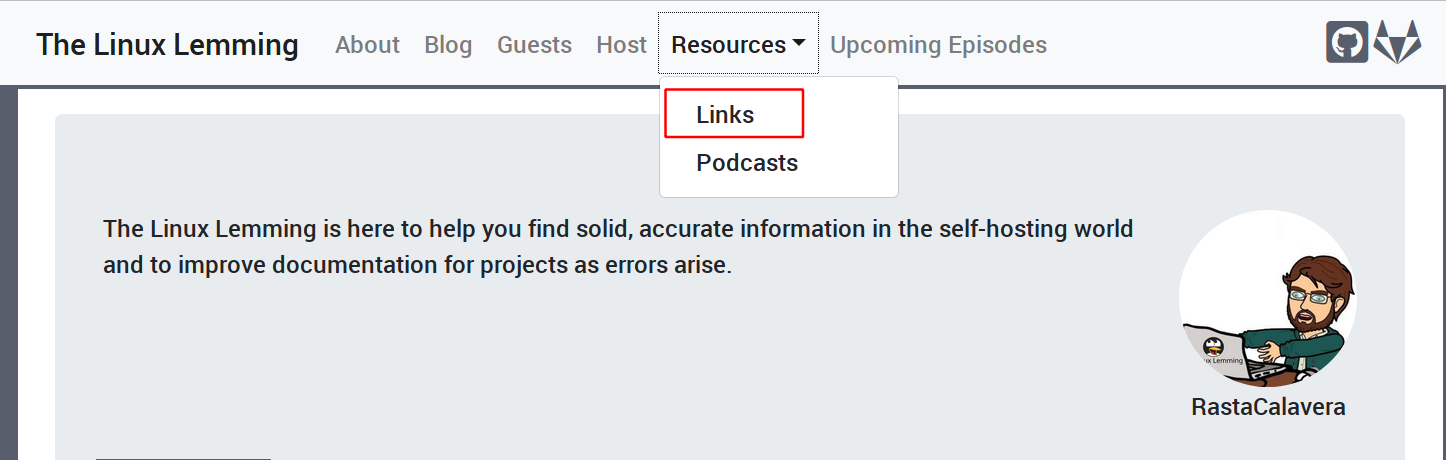 The Linux Lemming About Blog Guests Host Resources Upcoming Episodes
Links
Podcasts
The Linux Lemming is here to help you find solid, accurate information in the self-hosting world
and to improve documentation for projects as errors arise.
Lemming
RastaCalavera